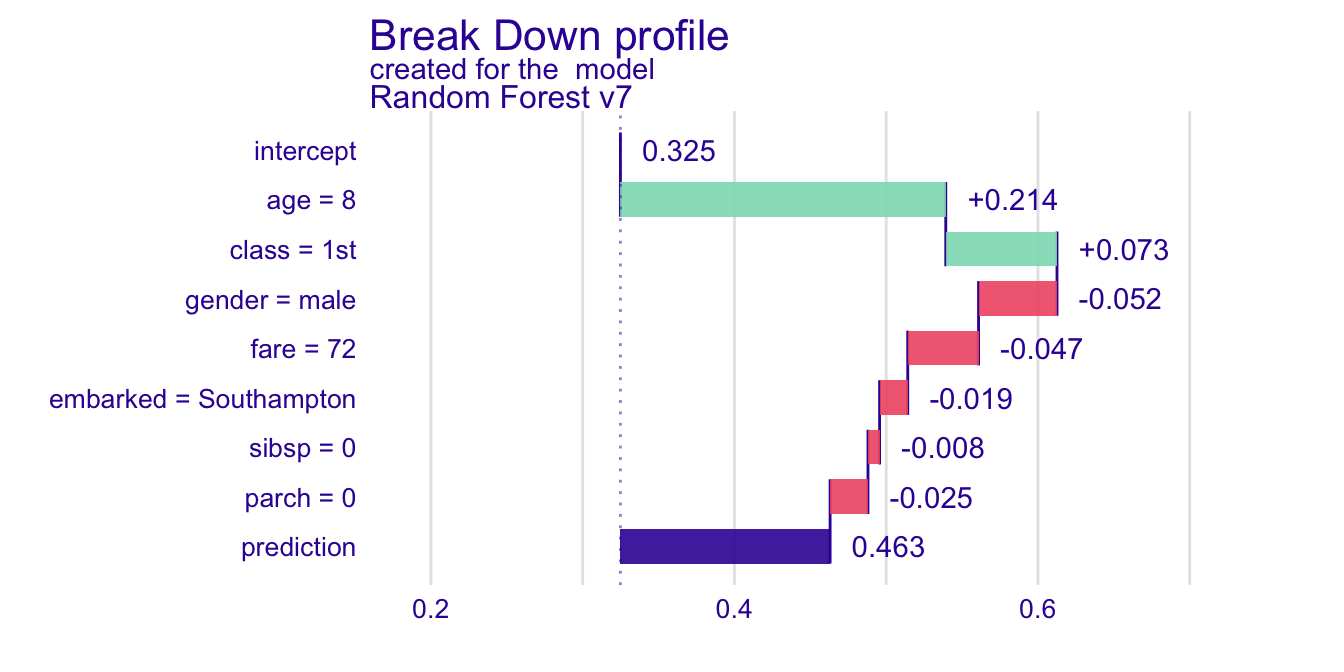 Break Down profile
created for the  model
Random Forest v7
intercept 0.325
age = 8 +0.214
class = 1st +0.073
gender = male -0.052
fare = 72 -0.047
embarked = Southampton -0.019
sibsp = 0 -0.008
parch = 0 -0.025
prediction 0.463
0.2 0.4 0.6